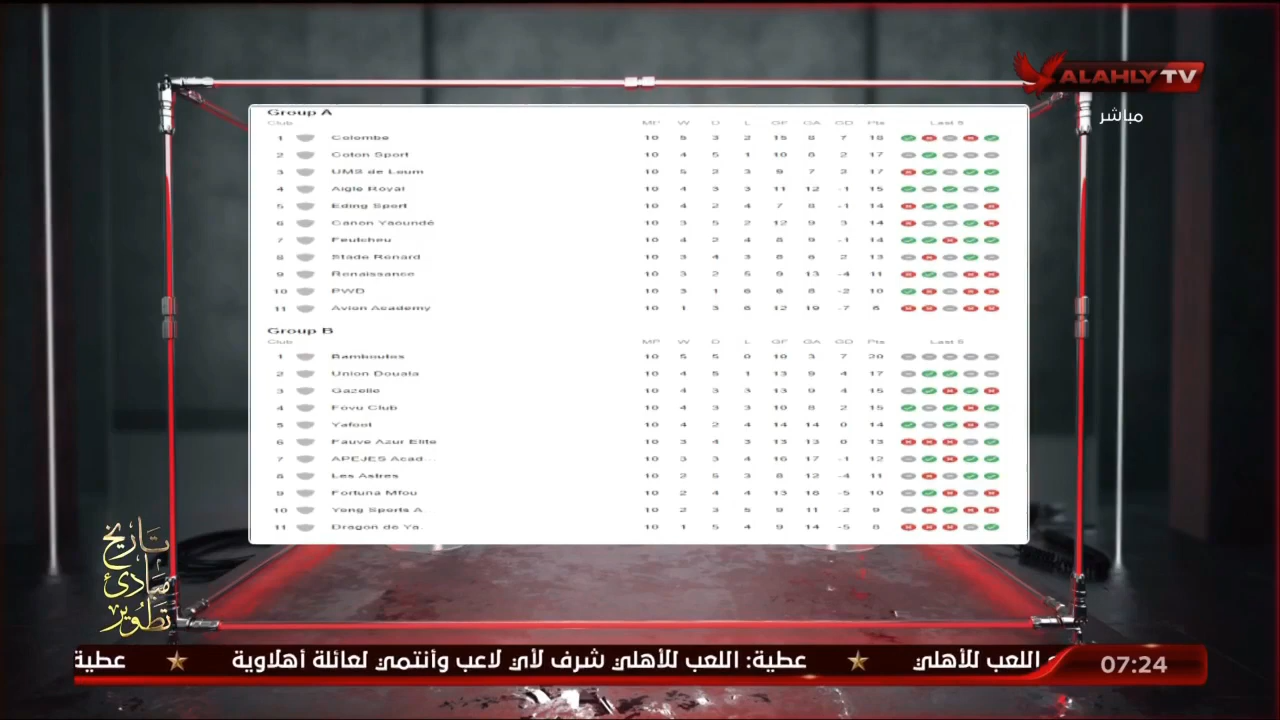 ALAHLY TV
مباشر
Group A
Club MP W D L GF GA GD Pts Last 5
1 Colombe 10 5 3 2 15 8 7 18
2 Coton Sport 10 4 5 1 10 8 2 17
3 UMS de Loum 10 5 2 3 9 7 2 17
4 Aigle Royal 10 4 3 3 11 12 -1 15
5 Eding Sport 10 4 2 4 7 8 -1 14
6 Canon Yaoundé 10 3 5 2 12 9 3 14
7 Feutcheu 10 4 2 4 8 9 -1 14
8 Stade Renard 10 3 4 3 8 6 2 13
9 Renaissance 10 3 2 5 9 13 -4 11
10 PWD 10 3 1 6 6 8 -2 10
11 Avion Academy 10 1 3 6 12 19 -7 6
Group B
Club MP W D L GF GA GD Pts Last 5
1 Bamboutos 10 5 5 0 10 3 7 20
2 Union Douala 10 4 5 1 13 9 4 17
3 Gazelle 10 4 3 3 13 9 4 15
4 Fovu Club 10 4 3 3 10 8 2 15
5 Yafoot 10 4 2 4 14 14 0 14
6 Fauve Azur Elite 10 3 4 3 13 13 0 13
7 APEJES Acad... 10 3 3 4 16 17 -1 12
8 Les Astres 10 2 5 3 8 12 -4 11
9 Fortuna Mfou 10 2 4 4 13 18 -5 10
10 Yong Sports A. 10 2 3 5 9 11 -2 9
11 Dragon de Ya. 10 1 5 4 9 14 -5 8
تاريخ
مبادئ
تطوير
اللعب للأهلي ★ عطية: اللعب للأهلي شرف لأي لاعب وأنتمي لعائلة أهلاوية ★ عطية
07:24